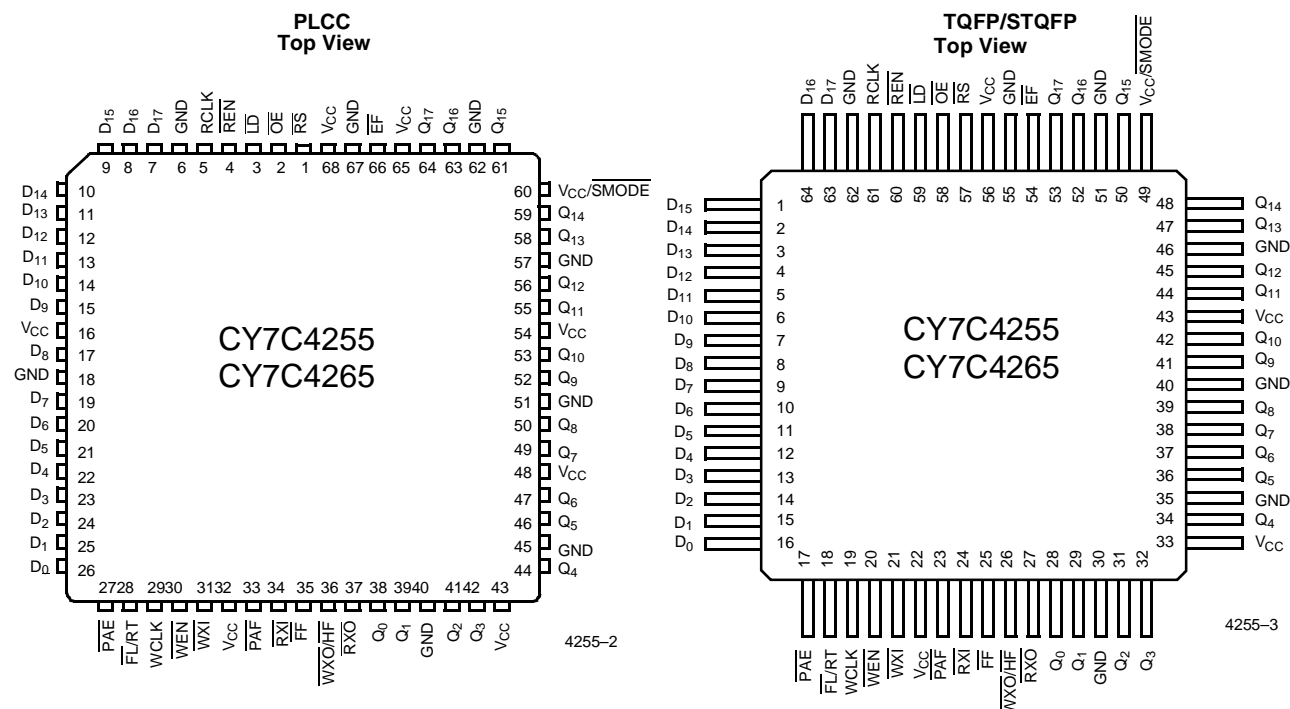 PLCC
Top View
D15 D16 D17 GND RCLK REN LD OE RS VCC GND EF VCC Q17 Q16 GND Q15
9 8 7 6 5 4 3 2 1 68 67 66 65 64 63 62 61
D14 10
D13 11
D12 12
D11 13
D10 14
D9 15
VCC 16
D8 17
GND 18
D7 19
D6 20
D5 21
D4 22
D3 23
D2 24
D1 25
D0 26
CY7C4255
CY7C4265
60 VCC/SMODE
59 Q14
58 Q13
57 GND
56 Q12
55 Q11
54 VCC
53 Q10
52 Q9
51 GND
50 Q8
49 Q7
48 VCC
47 Q6
46 Q5
45 GND
44 Q4
27 28 29 30 31 32 33 34 35 36 37 38 39 40 41 42 43
PAE FL/RT WCLK WEN WXI VCC PAF RXI FF WXO/HF RXO Q0 Q1 GND Q2 Q3 VCC
4255–2
TQFP/STQFP
Top View
D16 D17 GND RCLK REN LD OE RS VCC GND EF Q17 Q16 GND Q15 VCC/SMODE
64 63 62 61 60 59 58 57 56 55 54 53 52 51 50 49
D15 1
D14 2
D13 3
D12 4
D11 5
D10 6
D9 7
D8 8
D7 9
D6 10
D5 11
D4 12
D3 13
D2 14
D1 15
D0 16
CY7C4255
CY7C4265
48 Q14
47 Q13
46 GND
45 Q12
44 Q11
43 VCC
42 Q10
41 Q9
40 GND
39 Q8
38 Q7
37 Q6
36 Q5
35 GND
34 Q4
33 VCC
17 18 19 20 21 22 23 24 25 26 27 28 29 30 31 32
PAE FL/RT WCLK WEN WXI VCC PAF RXI FF WXO/HF RXO Q0 Q1 GND Q2 Q3
4255–3